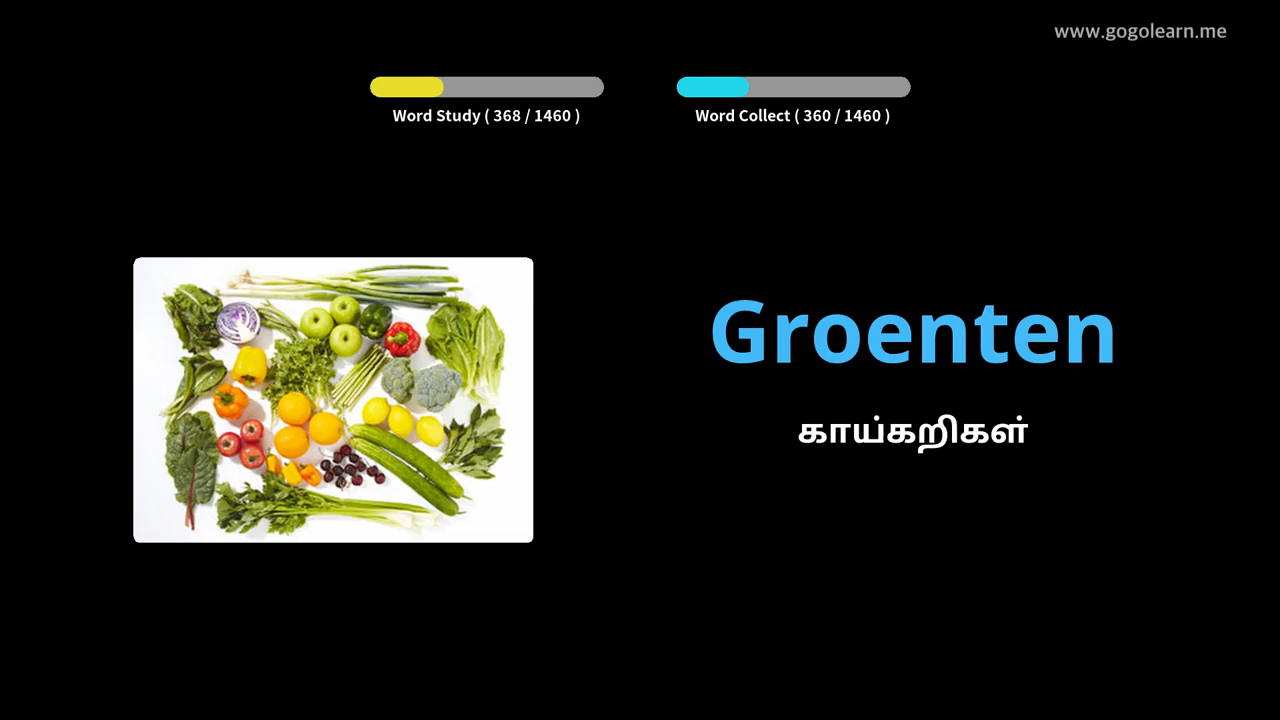 www.gogolearn.me
Word Study ( 368 / 1460 )
Word Collect ( 360 / 1460 )
Groenten
காய்கறிகள்